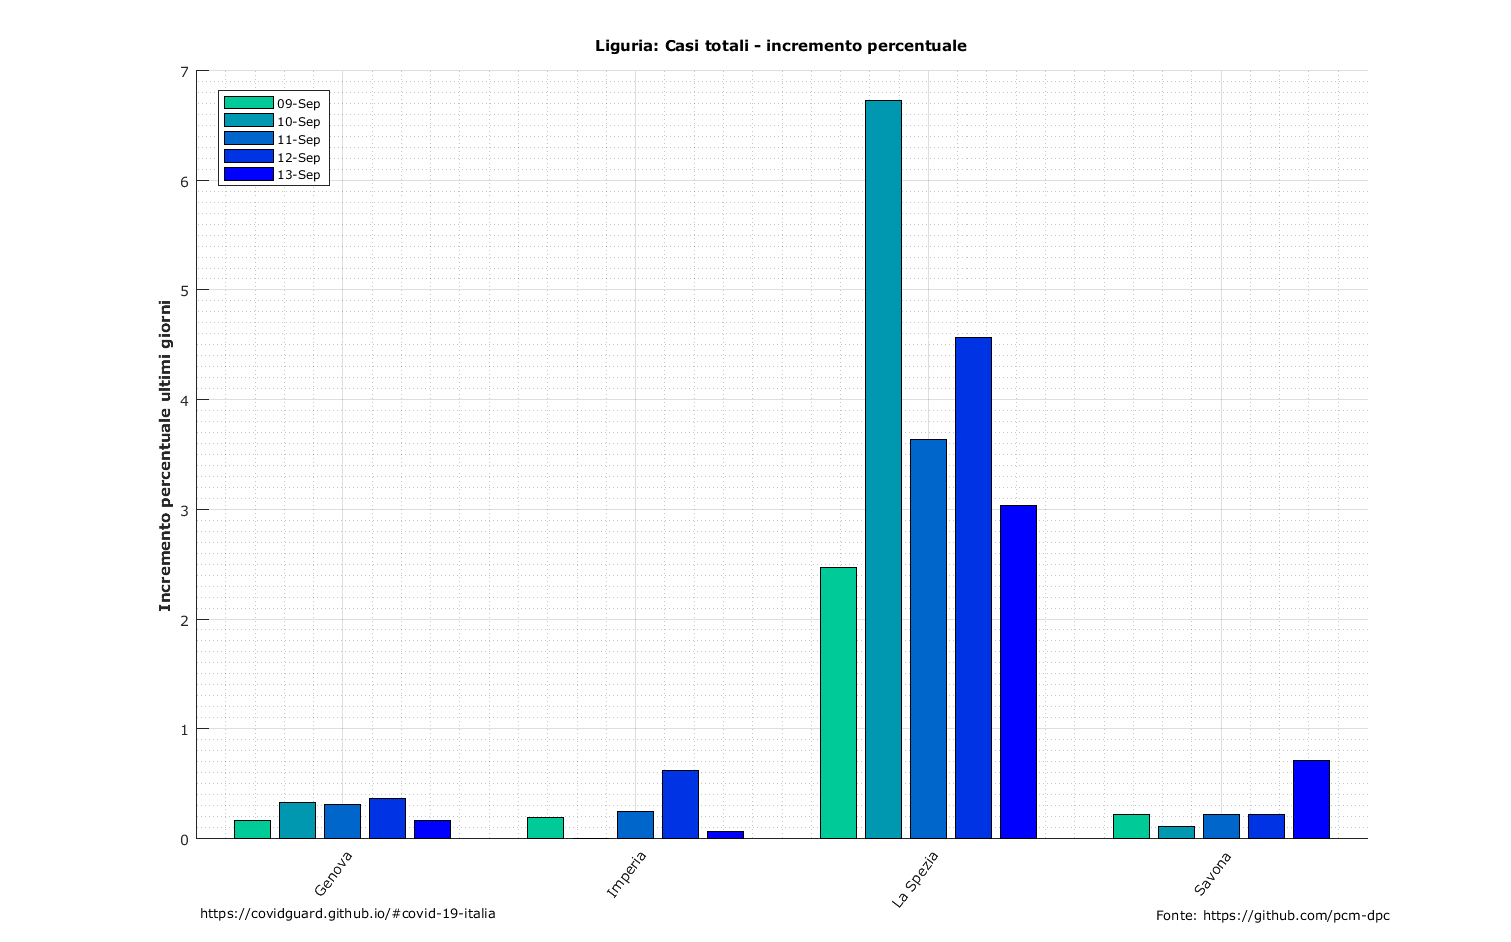 Liguria: Casi totali - incremento percentuale
7
6
5
4
3
2
1
0
Incremento percentuale ultimi giorni
09-Sep
10-Sep
11-Sep
12-Sep
13-Sep
Genova
Imperia
La Spezia
Savona
https://covidguard.github.io/#covid-19-italia
Fonte: https://github.com/pcm-dpc